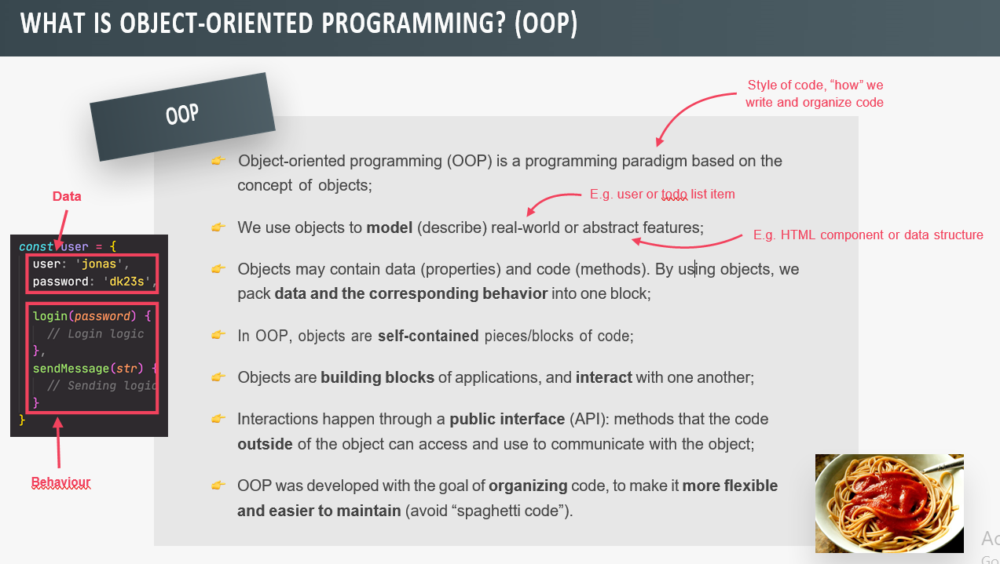 WHAT IS OBJECT-ORIENTED PROGRAMMING? (OOP)
OOP
Style of code, “how” we
write and organize code
Object-oriented programming (OOP) is a programming paradigm based on the
concept of objects;
E.g. user or todo list item
We use objects to model (describe) real-world or abstract features;
E.g. HTML component or data structure
Objects may contain data (properties) and code (methods). By using objects, we
pack data and the corresponding behavior into one block;
In OOP, objects are self-contained pieces/blocks of code;
Objects are building blocks of applications, and interact with one another;
Interactions happen through a public interface (API): methods that the code
outside of the object can access and use to communicate with the object;
OOP was developed with the goal of organizing code, to make it more flexible
and easier to maintain (avoid “spaghetti code”).
Data
const user = {
user: 'jonas',
password: 'dk23s',
login(password) {
// Login logic
},
sendMessage(str) {
// Sending logic
}
}
Behaviour